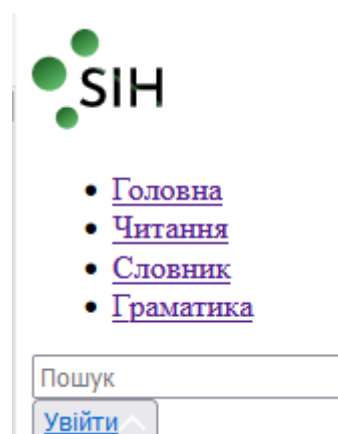 SIH
Головна
Читання
Словник
Граматика
Пошук
Увійти